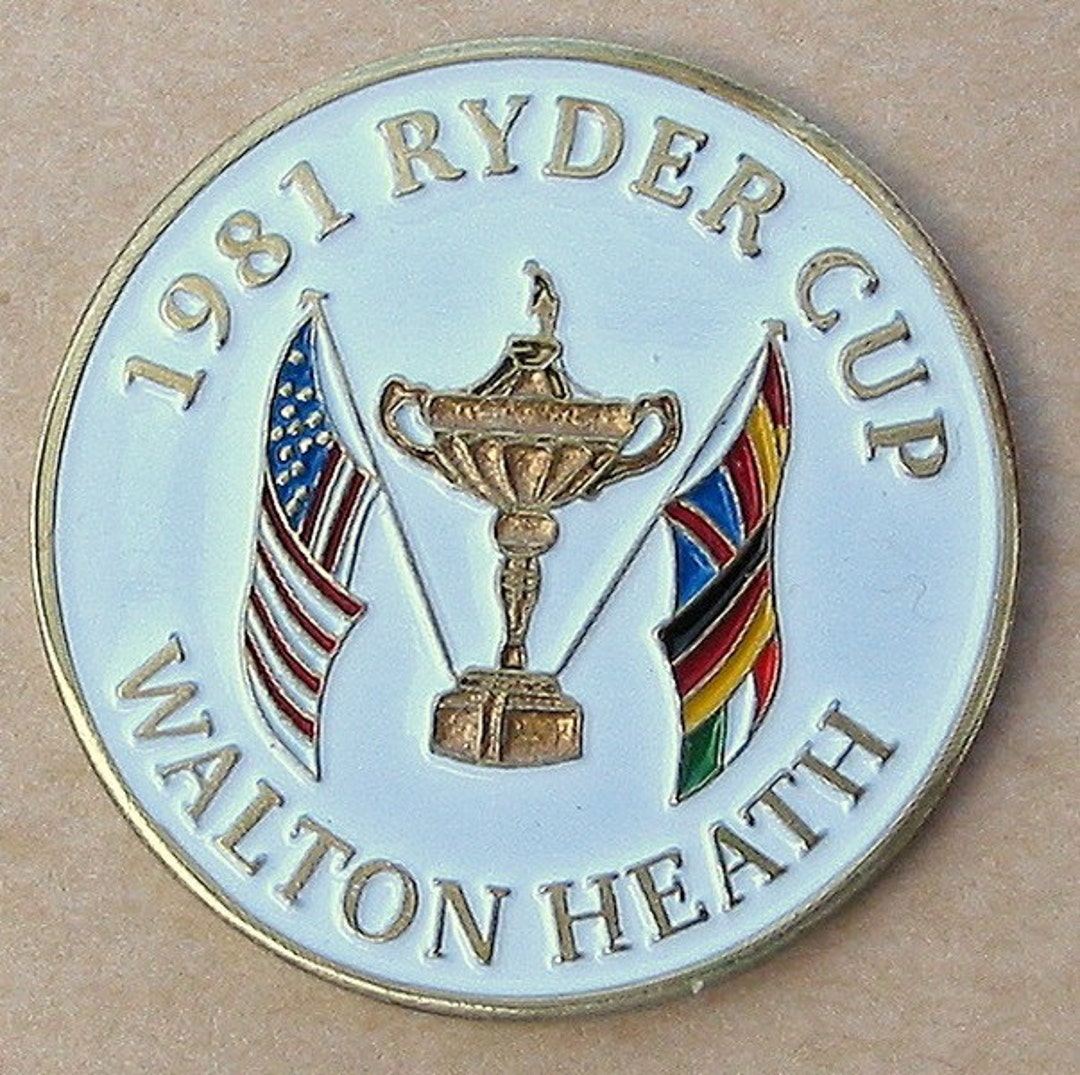 1981 RYDER CUP
WALTON HEATH